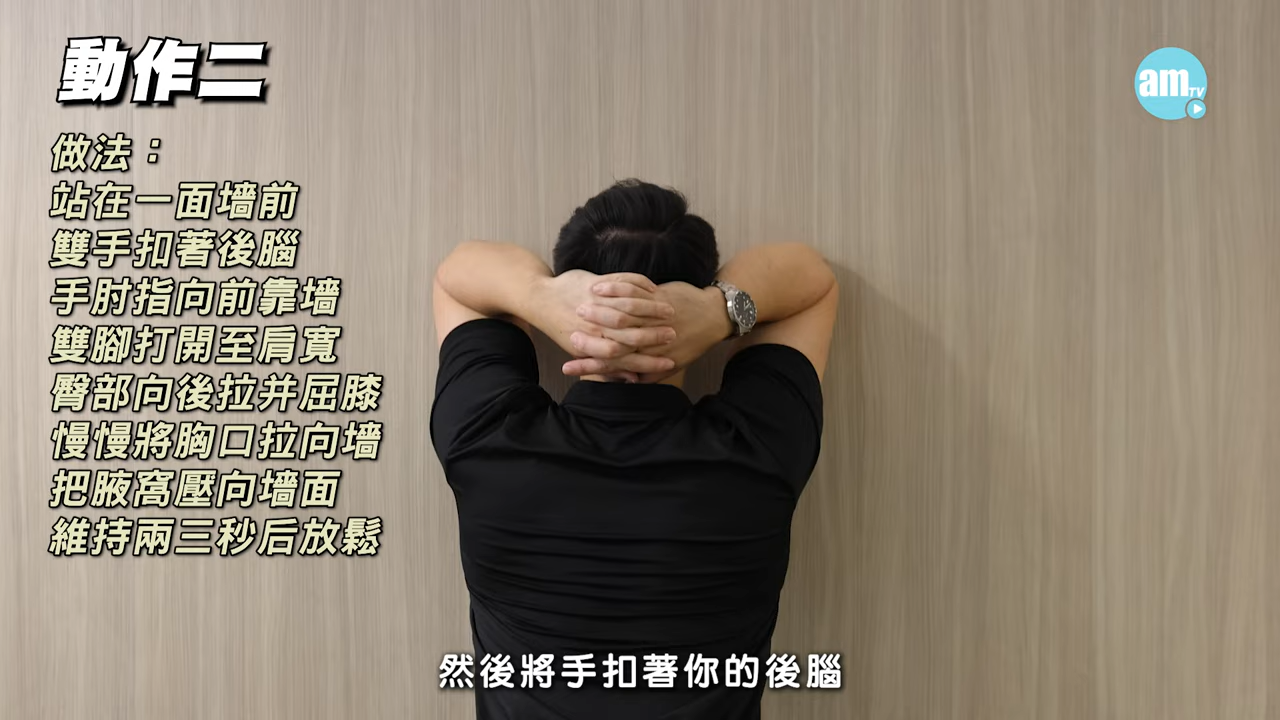 動作二
amTV
做法：
站在一面墻前
雙手扣著後腦
手肘指向前靠墻
雙腳打開至肩寬
臀部向後拉并屈膝
慢慢將胸口拉向墻
把腋窩壓向墻面
維持兩三秒后放鬆
然後將手扣著你的後腦